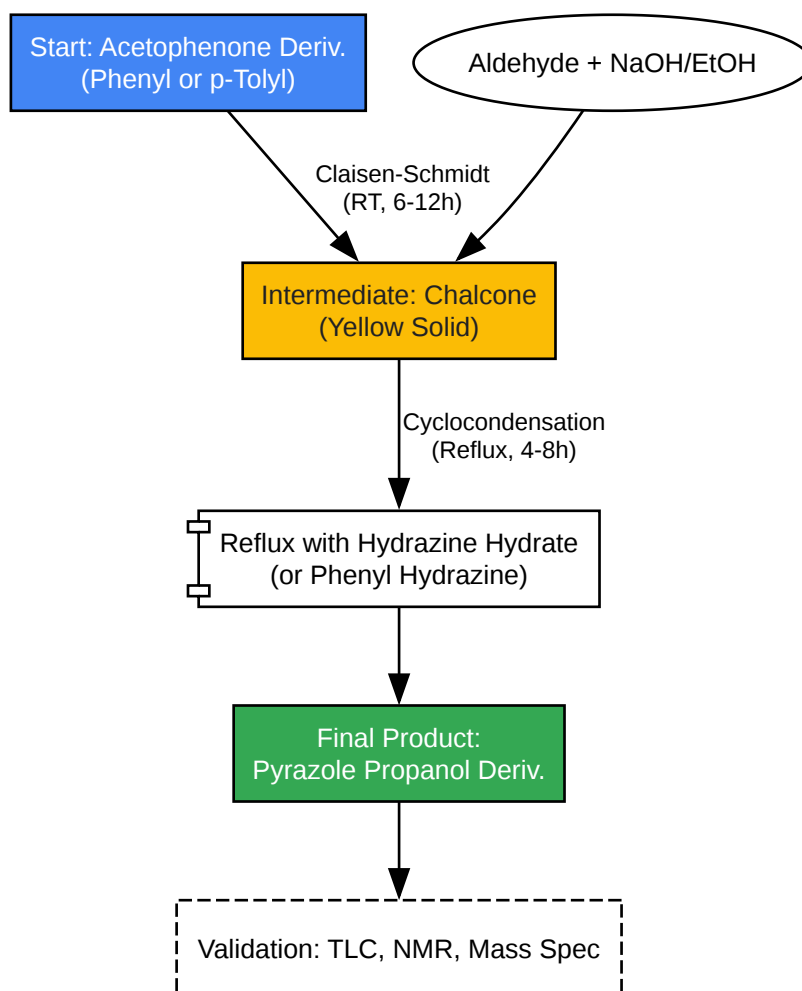 Start: Acetophenone Deriv.
(Phenyl or p-Tolyl)
Aldehyde + NaOH/EtOH
Claisen-Schmidt
(RT, 6-12h)
Intermediate: Chalcone
(Yellow Solid)
Cyclocondensation
(Reflux, 4-8h)
Reflux with Hydrazine Hydrate
(or Phenyl Hydrazine)
Final Product:
Pyrazole Propanol Deriv.
Validation: TLC, NMR, Mass Spec